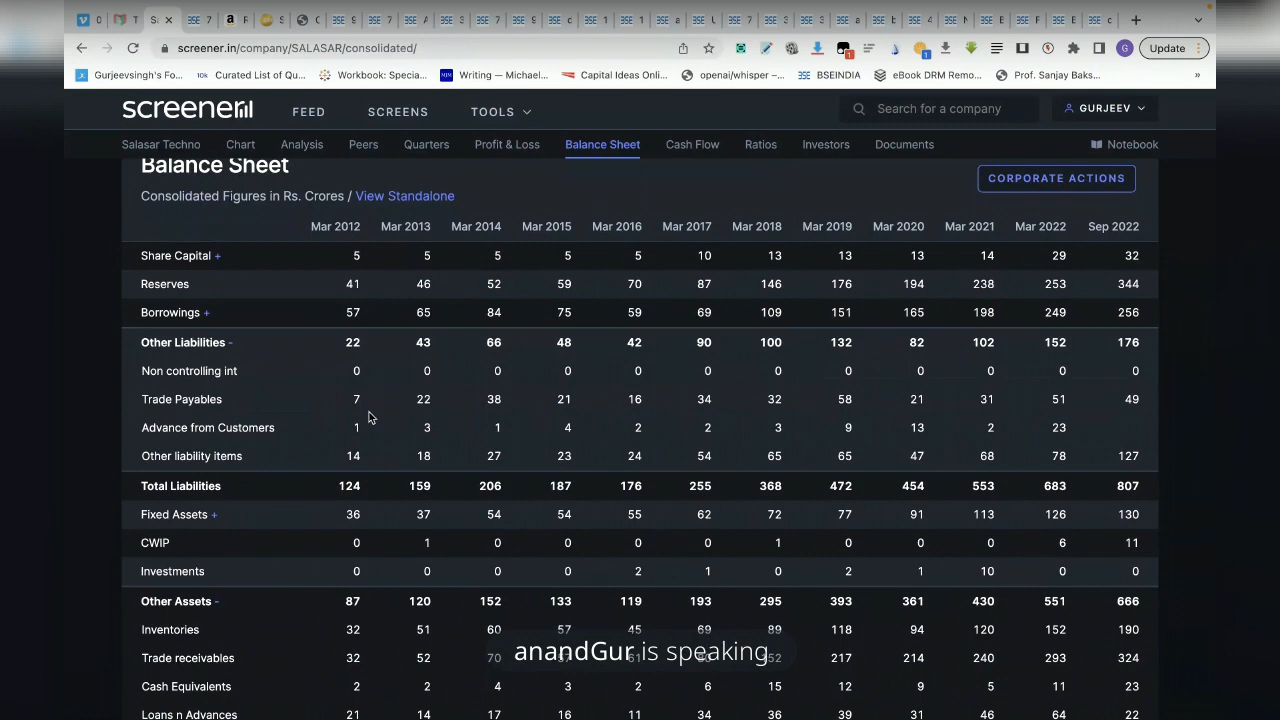 screener.in/company/SALASAR/consolidated/
G
Update
Gurjeevsingh's Fo...
10k Curated List of Qu...
Workbook: Specia...
Writing — Michael...
Capital Ideas Onli...
openai/whisper –...
BSEINDIA
eBook DRM Remo...
Prof. Sanjay Baks...
»
screener FEED SCREENS TOOLS Search for a company GURJEEV
Salasar Techno Chart Analysis Peers Quarters Profit & Loss Balance Sheet Cash Flow Ratios Investors Documents Notebook
Balance Sheet
CORPORATE ACTIONS
Consolidated Figures in Rs. Crores / View Standalone
Mar 2012 Mar 2013 Mar 2014 Mar 2015 Mar 2016 Mar 2017 Mar 2018 Mar 2019 Mar 2020 Mar 2021 Mar 2022 Sep 2022
Share Capital + 5 5 5 5 5 10 13 13 13 14 29 32
Reserves 41 46 52 59 70 87 146 176 194 238 253 344
Borrowings + 57 65 84 75 59 69 109 151 165 198 249 256
Other Liabilities - 22 43 66 48 42 90 100 132 82 102 152 176
Non controlling int 0 0 0 0 0 0 0 0 0 0 0 0
Trade Payables 7 22 38 21 16 34 32 58 21 31 51 49
Advance from Customers 1 3 1 4 2 2 3 9 13 2 23
Other liability items 14 18 27 23 24 54 65 65 47 68 78 127
Total Liabilities 124 159 206 187 176 255 368 472 454 553 683 807
Fixed Assets + 36 37 54 54 55 62 72 77 91 113 126 130
CWIP 0 1 0 0 0 0 1 0 0 0 6 11
Investments 0 0 0 0 2 1 0 2 1 10 0 0
Other Assets - 87 120 152 133 119 193 295 393 361 430 551 666
Inventories 32 51 60 57 45 69 89 118 94 120 152 190
anandGur is speaking
Trade receivables 32 52 70 217 214 240 293 324
Cash Equivalents 2 2 4 3 2 6 15 12 9 5 11 23
Loans n Advances 21 14 17 16 11 34 36 39 31 46 64 22